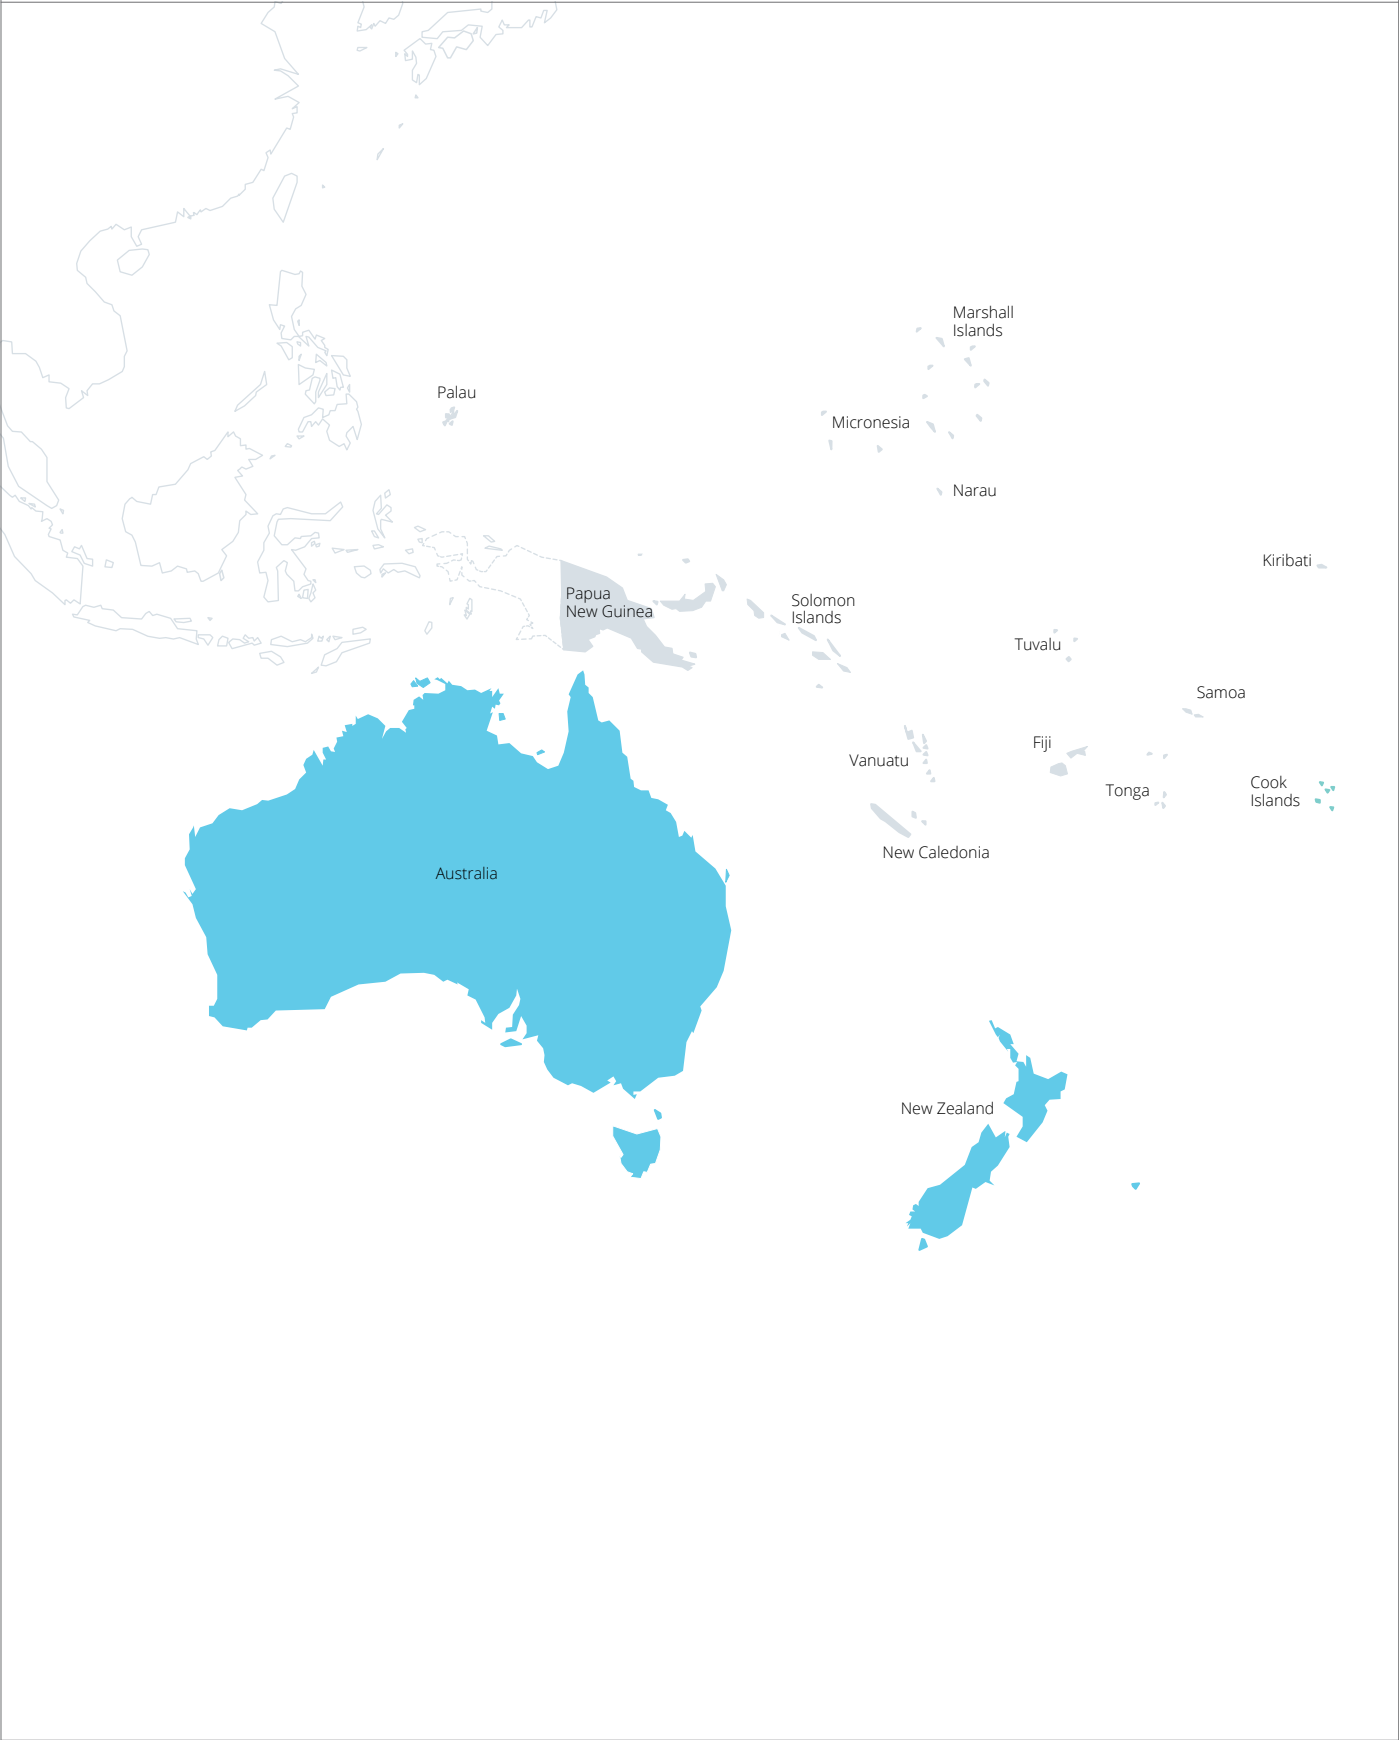 Marshall
Islands
Palau
Micronesia
Narau
Kiribati
Papua
New Guinea
Solomon
Islands
Tuvalu
Samoa
Fiji
Vanuatu
Tonga
Cook
Islands
New Caledonia
Australia
New Zealand